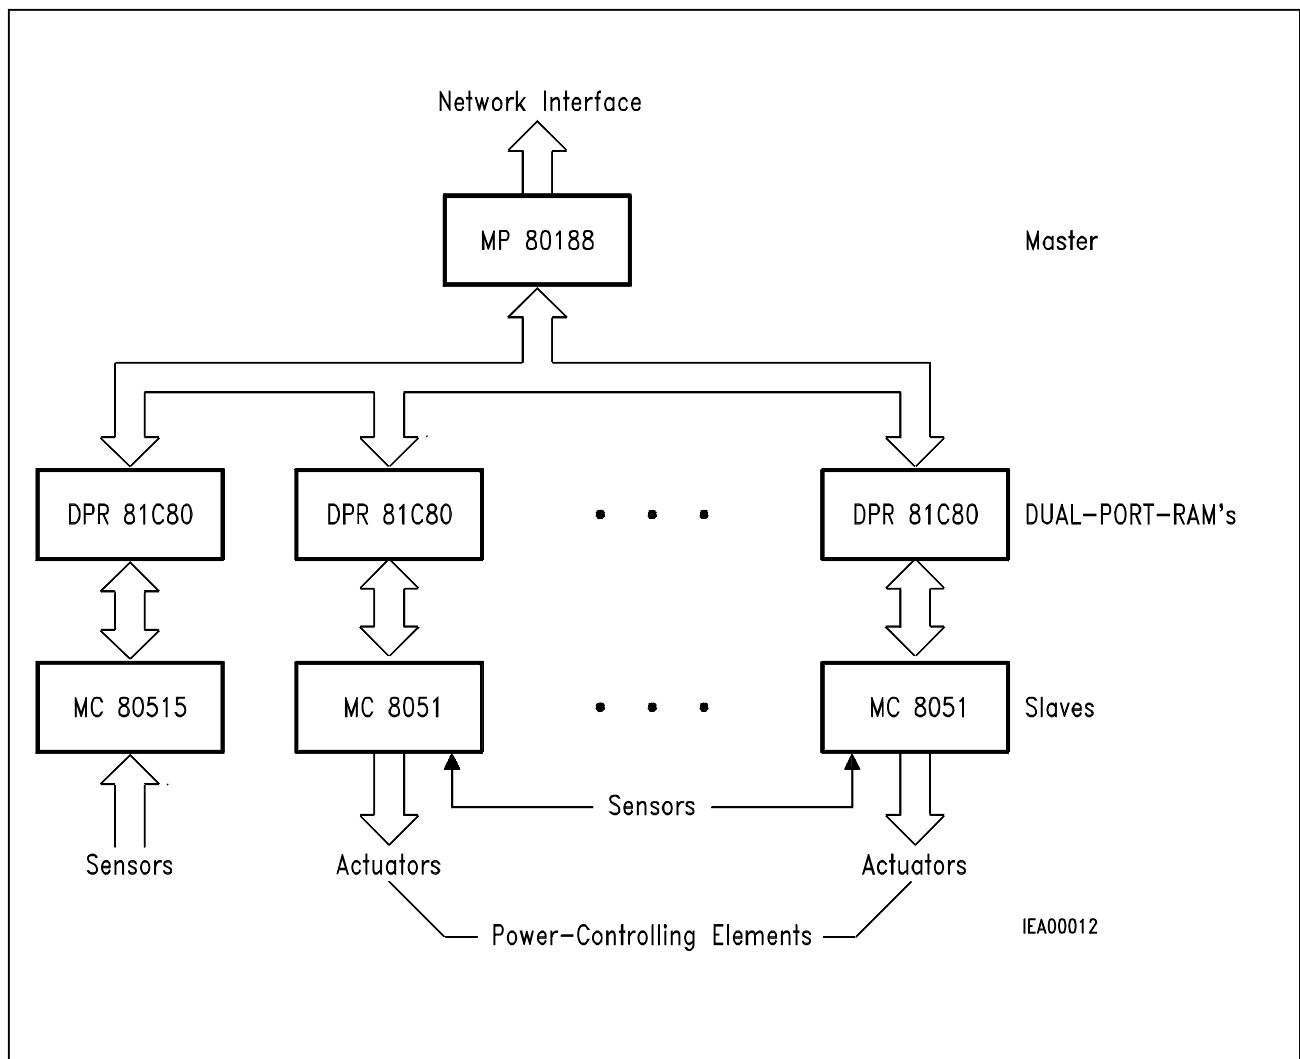 Network Interface
MP 80188
Master
DPR 81C80
DPR 81C80
DPR 81C80
DUAL-PORT-RAM's
MC 80515
MC 8051
MC 8051
Slaves
Sensors
Sensors
Actuators
Actuators
Power-Controlling Elements
IEA00012